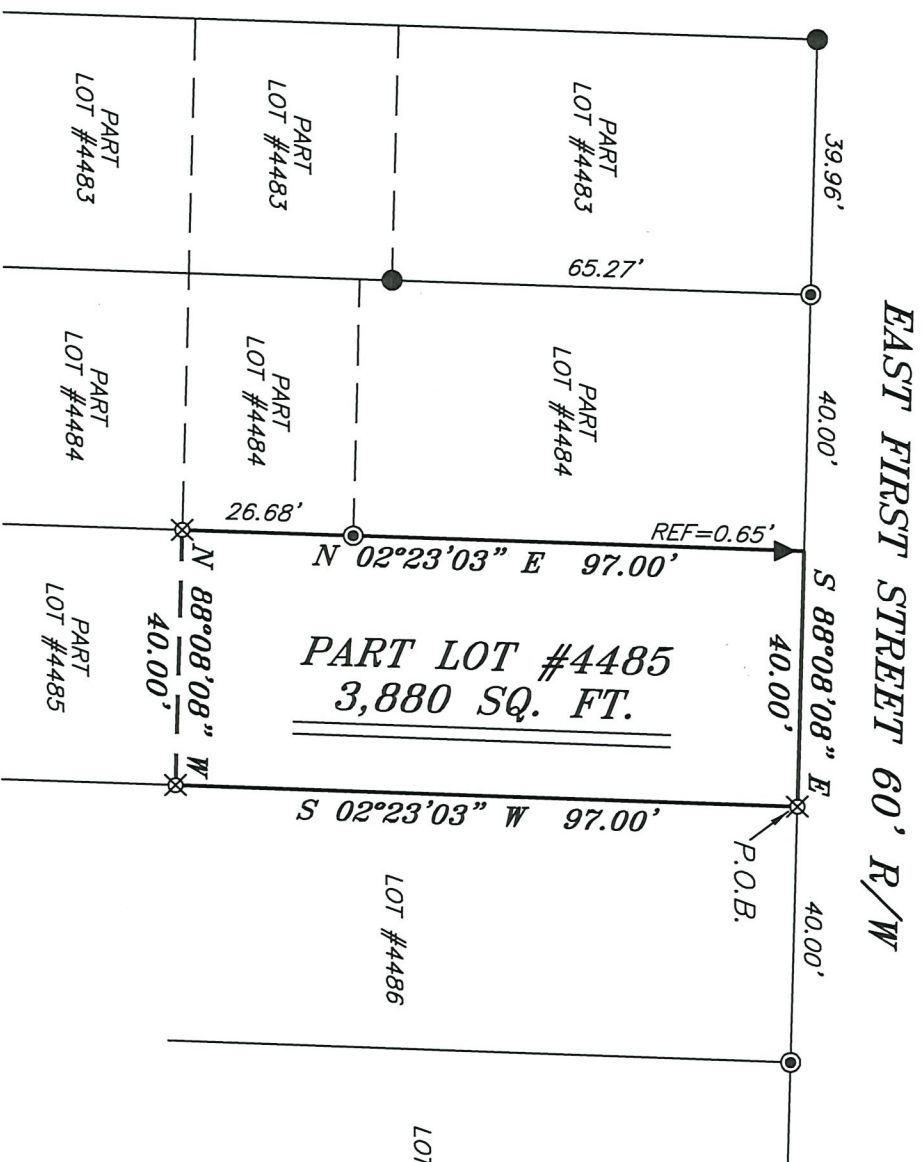 EAST FIRST STREET 60' R/W
39.96'
40.00'
S 88°08'08" E
40.00'
40.00'
P.O.B.
PART
LOT #4483
PART
LOT #4483
PART
LOT #4483
65.27'
PART
LOT #4484
PART
LOT #4484
PART
LOT #4484
26.68'
REF=0.65'
N 02°23'03" E 97.00'
PART LOT #4485
3,880 SQ. FT.
N 88°08'08" W
40.00'
PART
LOT #4485
S 02°23'03" W 97.00'
LOT #4486
LOT